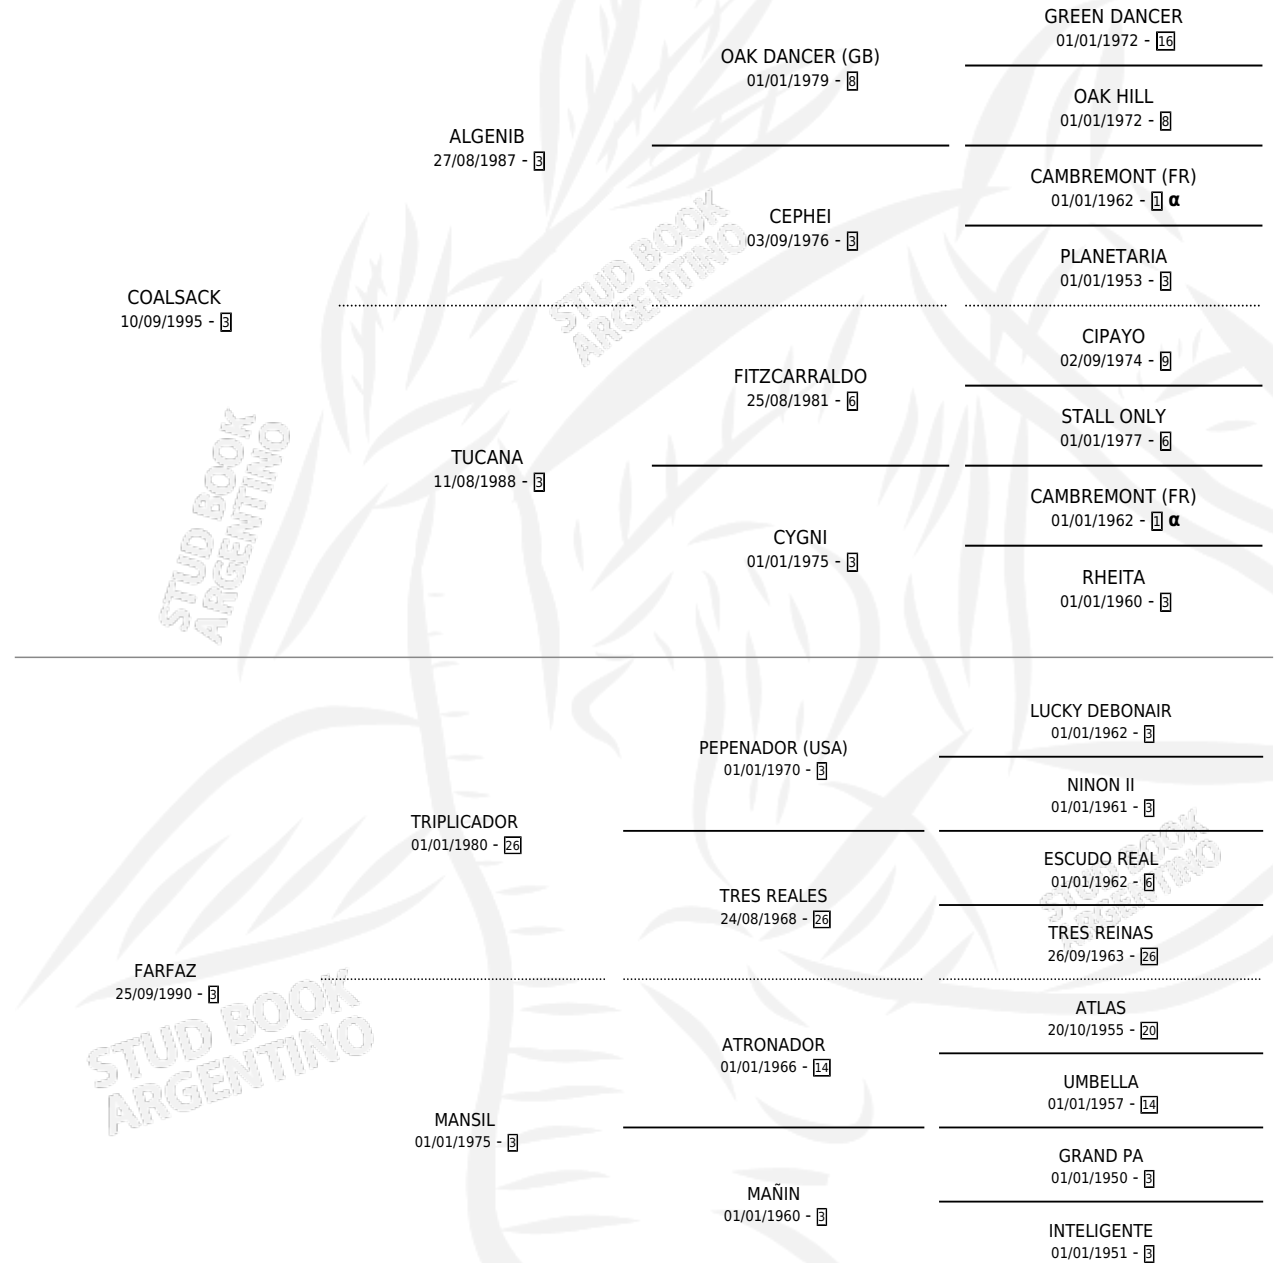 GREEN DANCER
01/01/1972 - 16
OAK DANCER (GB)
01/01/1979 - 8
OAK HILL
01/01/1972 - 8
ALGENIB
27/08/1987 - 3
CAMBREMONT (FR)
01/01/1962 - 1 α
CEPHEI
03/09/1976 - 3
PLANETARIA
01/01/1953 - 3
COALSACK
10/09/1995 - 3
CIPAYO
02/09/1974 - 9
FITZCARRALDO
25/08/1981 - 6
STALL ONLY
01/01/1977 - 6
TUCANA
11/08/1988 - 3
CAMBREMONT (FR)
01/01/1962 - 1 α
CYGNI
01/01/1975 - 3
RHEITA
01/01/1960 - 3
STUD BOOK
ARGENTINO
STUD BOOK
ARGENTINO
LUCKY DEBONAIR
01/01/1962 - 3
PEPENADOR (USA)
01/01/1970 - 3
NINON II
01/01/1961 - 3
TRIPLICADOR
01/01/1980 - 26
ESCUDO REAL
01/01/1962 - 6
TRES REALES
24/08/1968 - 26
TRES REINAS
26/09/1963 - 26
FARFAZ
25/09/1990 - 3
ATLAS
20/10/1955 - 20
ATRONADOR
01/01/1966 - 14
UMBELLA
01/01/1957 - 14
MANSIL
01/01/1975 - 3
GRAND PA
01/01/1950 - 3
MAÑIN
01/01/1960 - 3
INTELIGENTE
01/01/1951 - 3
STUD BOOK
ARGENTINO
STUD BOOK
ARGENTINO